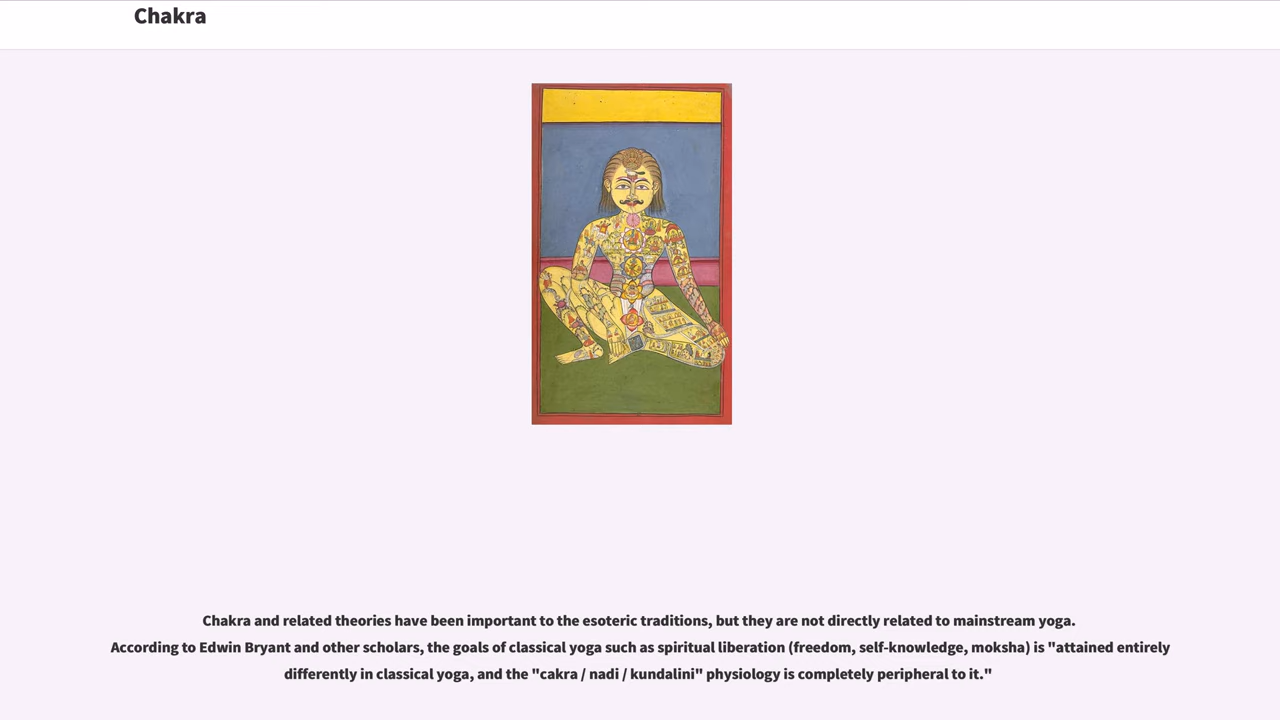 Chakra
Chakra and related theories have been important to the esoteric traditions, but they are not directly related to mainstream yoga.
According to Edwin Bryant and other scholars, the goals of classical yoga such as spiritual liberation (freedom, self-knowledge, moksha) is "attained entirely
differently in classical yoga, and the "cakra / nadi / kundalini" physiology is completely peripheral to it."